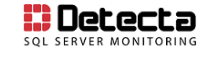 Detecta
SQL SERVER MONITORING